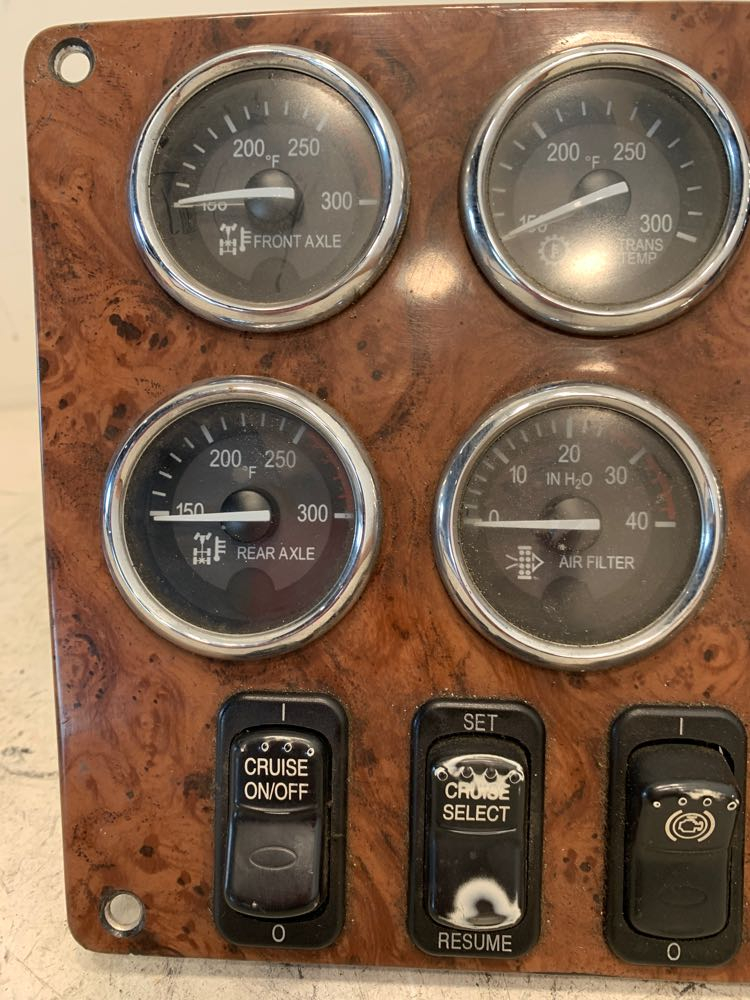 200 °F 250
150 300
FRONT AXLE
200 °F 250
150 300
TRANS
TEMP
200 °F 250
150 300
REAR AXLE
20
10 IN H₂O 30
0 40
AIR FILTER
I
CRUISE
ON/OFF
O
SET
CRUISE
SELECT
RESUME
I
O